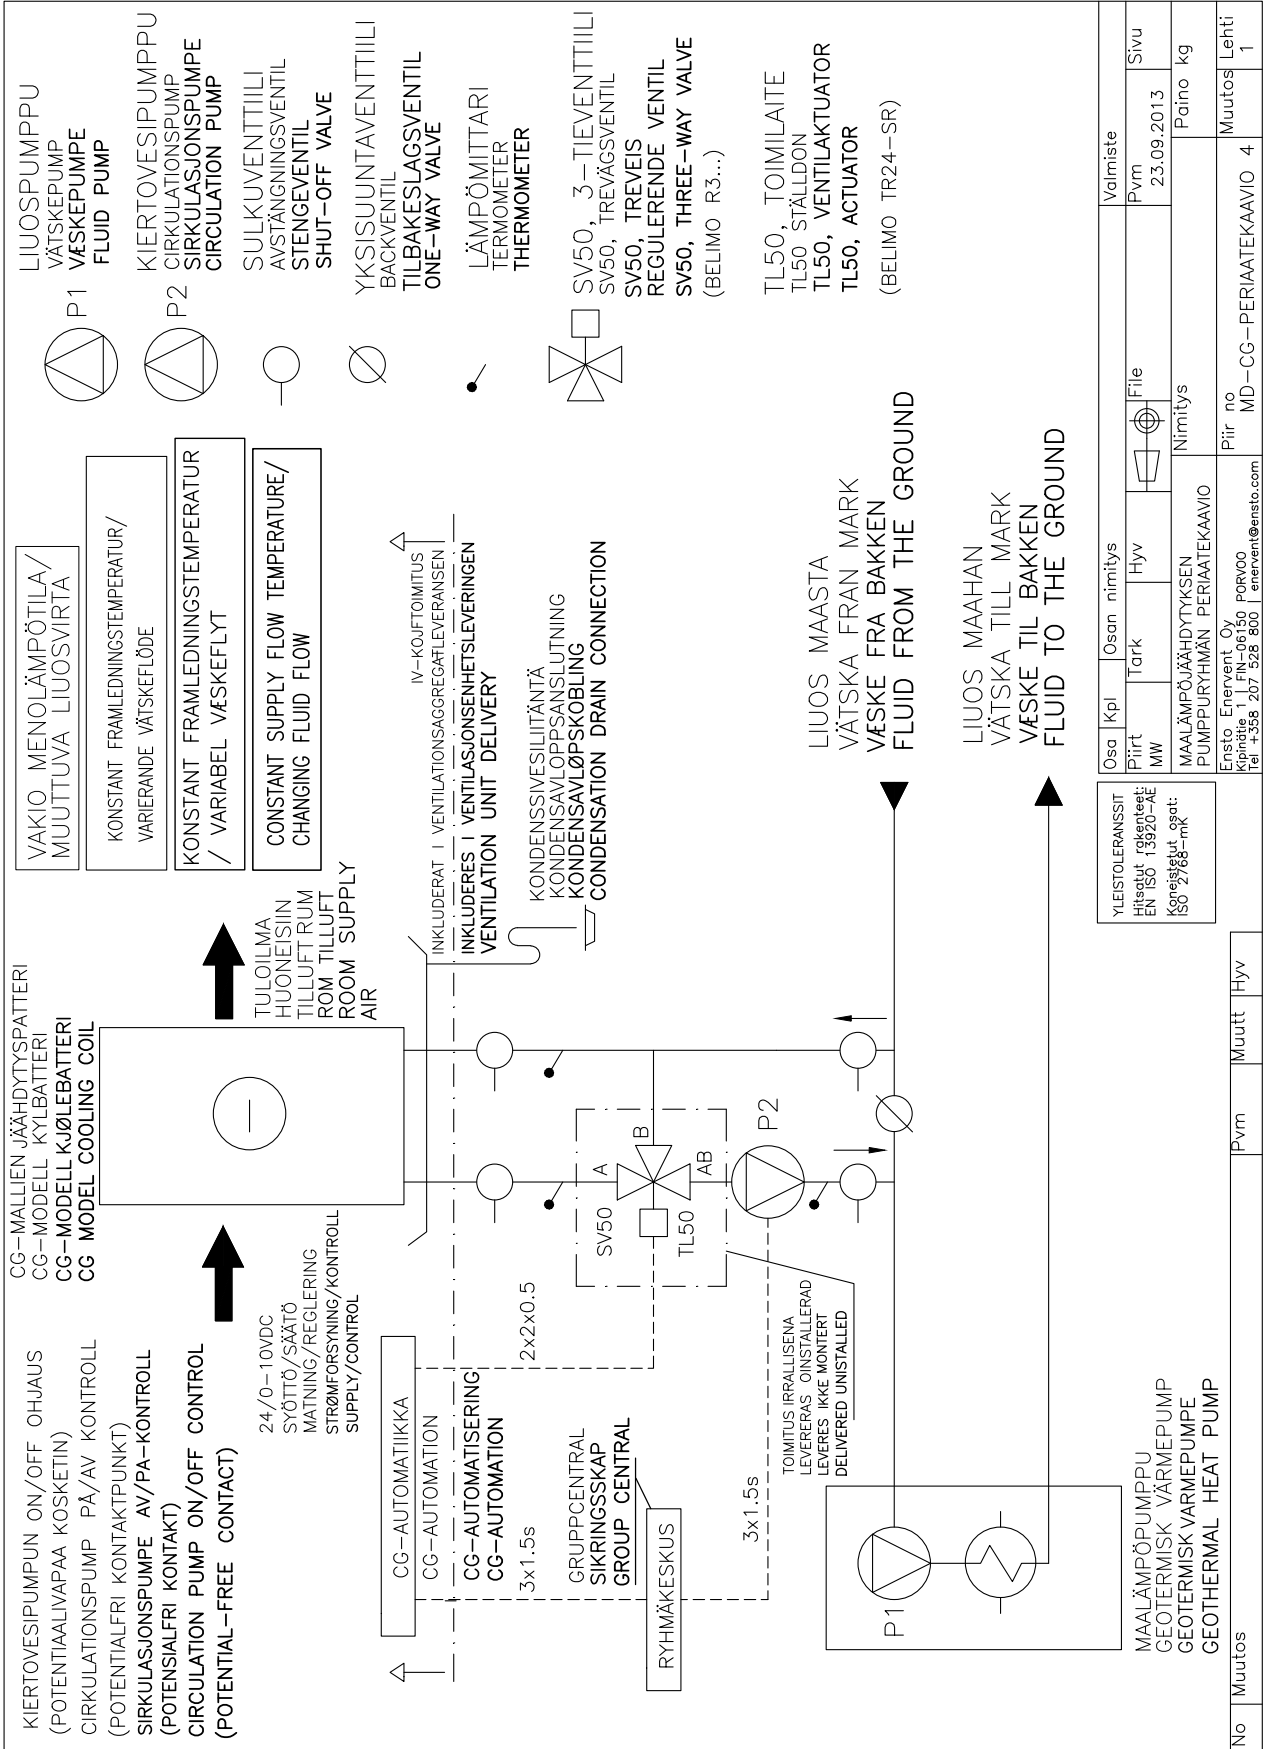 KIERTOVESIPUMPUN ON/OFF OHJAUS
(POTENTIAALIVAPAA KOSKETIN)
CIRKULATIONSPUMP PÅ/AV KONTROLL
(POTENTIALFRI KONTAKTPUNKT)
SIRKULASJONSPUMPE AV/PA-KONTROLL
(POTENSIALFRI KONTAKT)
CIRCULATION PUMP ON/OFF CONTROL
(POTENTIAL-FREE CONTACT)
CG-MALLIEN JÄÄHDYTYSPATTERI
CG-MODELL KYLBATTERI
CG-MODELL KJØLEBATTERI
CG MODEL COOLING COIL
24/0-10VDC
SYÖTTÖ/SÄÄTÖ
MATNING/REGLERING
STRØMFORSYNING/KONTROLL
SUPPLY/CONTROL
TULOILMA
HUONEISIIN
TILLUFT RUM
ROM TILLUFT
ROOM SUPPLY
AIR
VAKIO MENOLÄMPÖTILA/
MUUTTUVA LIUOSVIRTA
KONSTANT FRAMLEDNINGSTEMPERATUR/
VARIERANDE VÄTSKEFLÖDE
KONSTANT FRAMLEDNINGSTEMPERATUR
/ VARIABEL VÆSKEFLYT
CONSTANT SUPPLY FLOW TEMPERATURE/
CHANGING FLUID FLOW
P1
LIUOSPUMPPU
VÄTSKEPUMP
VÆSKEPUMPE
FLUID PUMP
P2
KIERTOVESIPUMPPU
CIRKULATIONSPUMP
SIRKULASJONSPUMPE
CIRCULATION PUMP
SULKUVENTTIILI
AVSTÄNGNINGSVENTIL
STENGEVENTIL
SHUT-OFF VALVE
YKSISUUNTAVENTTIILI
BACKVENTIL
TILBAKESLAGSVENTIL
ONE-WAY VALVE
LÄMPÖMITTARI
TERMOMETER
THERMOMETER
SV50, 3-TIEVENTTIILI
SV50, TREVÄGSVENTIL
SV50, TREVEIS
REGULERENDE VENTIL
SV50, THREE-WAY VALVE
(BELIMO R3...)
TL50, TOIMILAITE
TL50 STÄLLDON
TL50, VENTILAKTUATOR
TL50, ACTUATOR
(BELIMO TR24-SR)
CG-AUTOMATIIKKA
CG-AUTOMATION
CG-AUTOMATISERING
CG-AUTOMATION
3x1.5s
2x2x0.5
IV-KOJFTOIMITUS
INKLUDERAT I VENTILATIONSAGGREGATLEVERANSEN
INKLUDERES I VENTILASJONSENHETSLEVERINGEN
VENTILATION UNIT DELIVERY
KONDENSSIVESILIITÄNTÄ
KONDENSAVLOPPSANSLUTNING
KONDENSAVLØPSKOBLING
CONDENSATION DRAIN CONNECTION
GRUPPCENTRAL
SIKRINGSSKAP
GROUP CENTRAL
RYHMÄKESKUS
SV50
A
B
AB
TL50
P2
3x1.5s
TOIMITUS IRRALLISENA
LEVERERAS OINSTALLERAD
LEVERES IKKE MONTERT
DELIVERED UNISTALLED
LIUOS MAASTA
VÄTSKA FRAN MARK
VÆSKE FRA BAKKEN
FLUID FROM THE GROUND
LIUOS MAAHAN
VÄTSKA TILL MARK
VÆSKE TIL BAKKEN
FLUID TO THE GROUND
P1
MAALÄMPÖPUMPPU
GEOTERMISK VÄRMEPUMP
GEOTERMISK VARMEPUMPE
GEOTHERMAL HEAT PUMP
YLEISTOLERANSSIT
Hitsatut rakenteet:
EN ISO 13920-AE
Koneistetut osat:
ISO 2768-mK
Osa Kpl Osan nimitys Valmiste
Piirt Tark Hyv File Pvm Sivu
MW 23.09.2013
MAALÄMPÖJÄÄHDYTYKSEN
PUMPPURYHMÄN PERIAATEKAAVIO
Nimitys Paino kg
Ensto Enervent Oy
Kipinätie 1 | FN-06150 PORVOO
Tel +358 207 528 800 | enervent@ensto.com
Piir no Muutos Lehti
MD-CG-PERIAATEKAAVIO 4 1
No Muutos Pvm Muutt Hyv